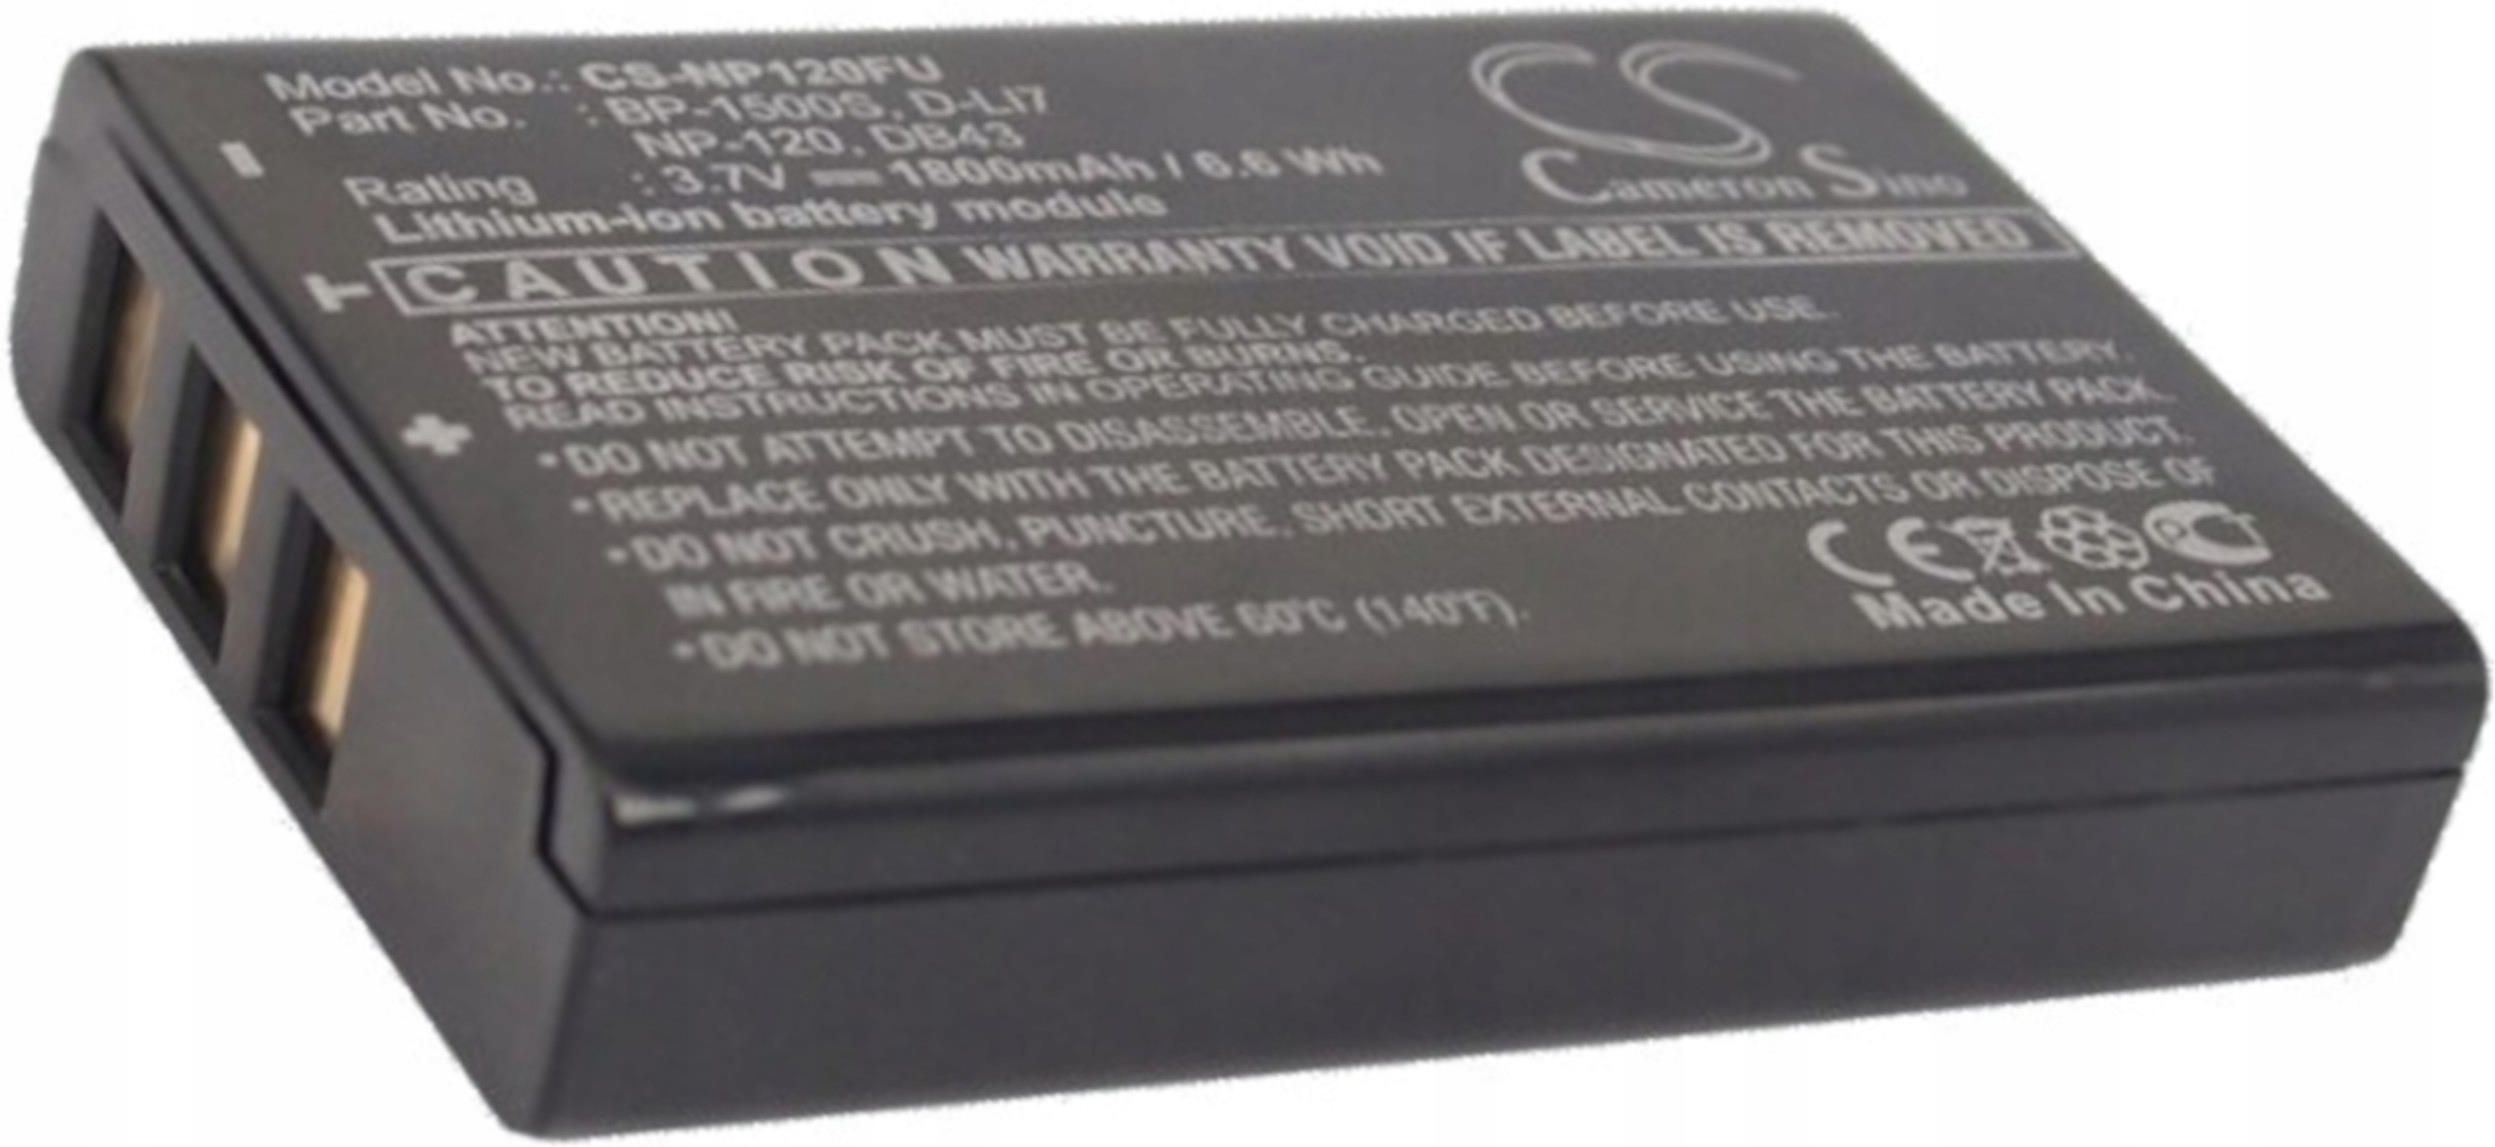 Model No.: CS-NP120FU
Part No. : BP-1500S, D-LI7
NP-120, DB43
Rating : 3.7V 1800mAh / 6.6 Wh
Lithium-ion battery module
CS
Cameron Sino
CAUTION WARRANTY VOID IF LABEL IS REMOVED
-
T
+
ATTENTION!
NEW BATTERY PACK MUST BE FULLY CHARGED BEFORE USE.
TO REDUCE RISK OF FIRE OR BURNS.
READ INSTRUCTIONS IN OPERATING GUIDE BEFORE USING THE BATTERY.
• DO NOT ATTEMPT TO DISASSEMBLE, OPEN OR SERVICE THE BATTERY PACK.
• REPLACE ONLY WITH THE BATTERY PACK DESIGNATED FOR THIS PRODUCT.
• DO NOT CRUSH, PUNCTURE, SHORT EXTERNAL CONTACTS OR DISPOSE OF
IN FIRE OR WATER.
• DO NOT STORE ABOVE 60°C (140°F).
CE PCT
Made In China